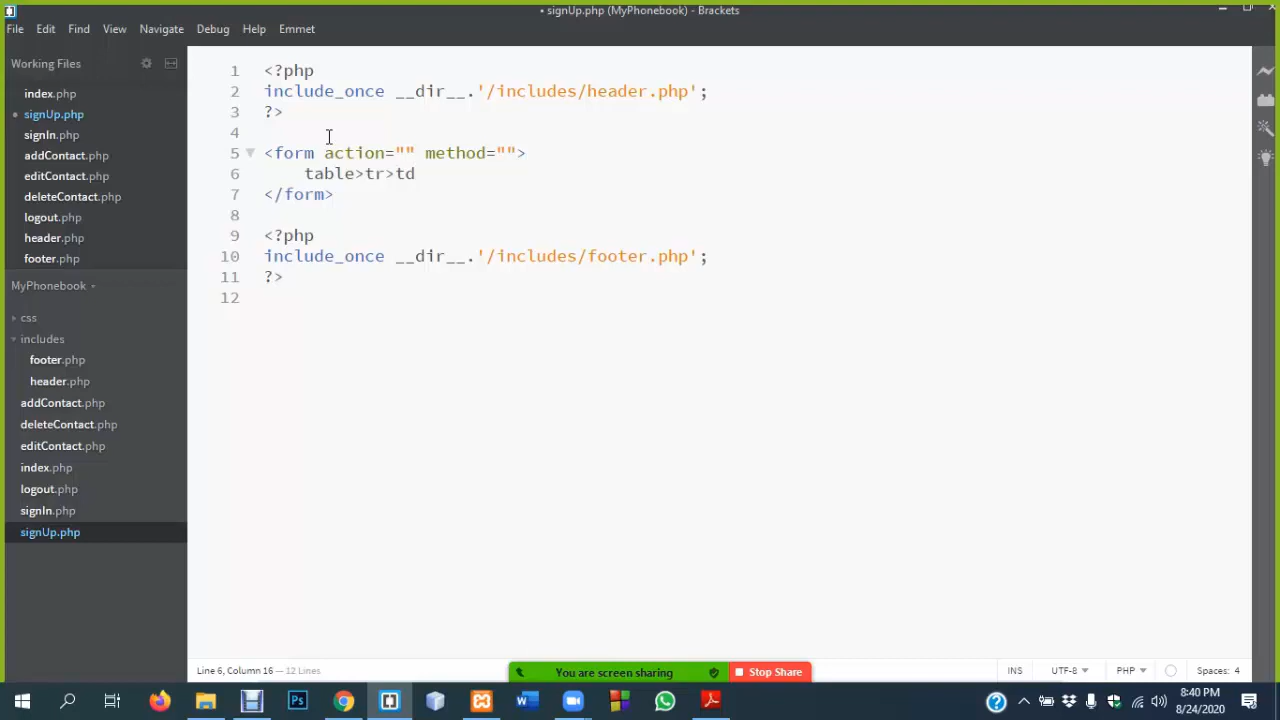 • signUp.php (MyPhonebook) - Brackets
File Edit Find View Navigate Debug Help Emmet
Working Files
index.php
signUp.php
signIn.php
addContact.php
editContact.php
deleteContact.php
logout.php
header.php
footer.php
MyPhonebook
css
includes
footer.php
header.php
addContact.php
deleteContact.php
editContact.php
index.php
logout.php
signIn.php
signUp.php
1 <?php
2 include_once __dir__.'/includes/header.php';
3 ?>
4
5 <form action="" method="">
6 table>tr>td
7 </form>
8
9 <?php
10 include_once __dir__.'/includes/footer.php';
11 ?>
12
Line 6, Column 16 — 12 Lines
INS UTF-8 PHP Spaces: 4
You are screen sharing Stop Share
Ps
8:40 PM
8/24/2020